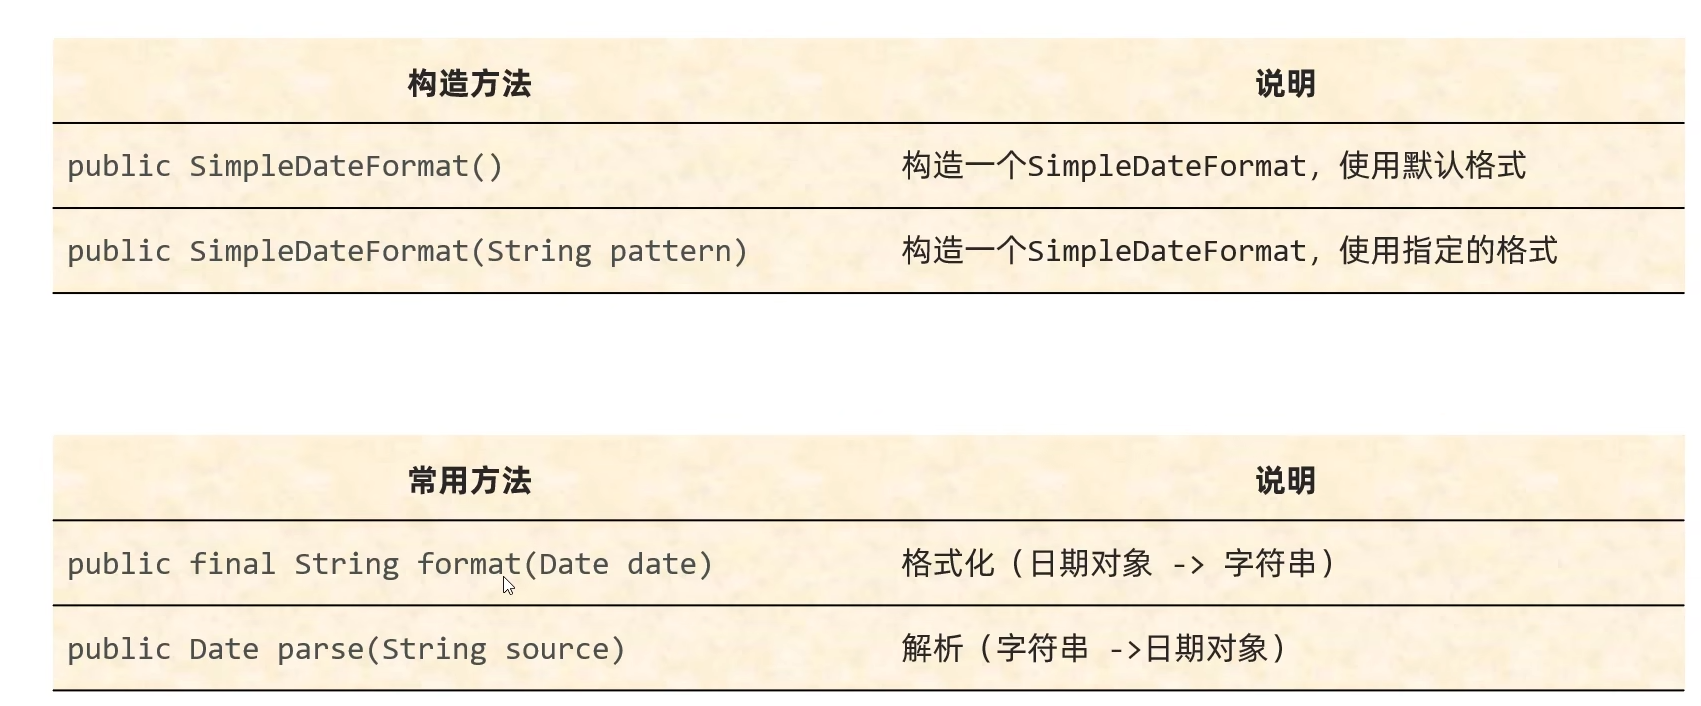 构造方法 说明
public SimpleDateFormat() 构造一个SimpleDateFormat，使用默认格式
public SimpleDateFormat(String pattern) 构造一个SimpleDateFormat，使用指定的格式
常用方法 说明
public final String format(Date date) 格式化（日期对象 -> 字符串）
public Date parse(String source) 解析（字符串 ->日期对象）